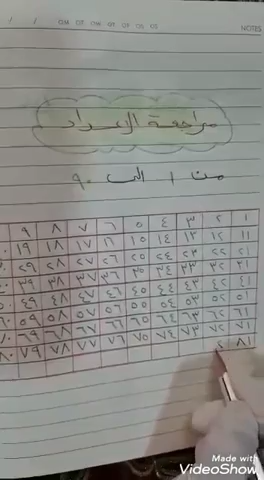 NOTES
مراجعة الأعداد
من ١ الى ٩٠
١ ٢ ٣ ٤ ٥ ٦ ٧ ٨ ٩
١١ ١٢ ١٣ ١٤ ١٥ ١٦ ١٧ ١٨ ١٩
٢١ ٢٢ ٢٣ ٢٤ ٢٥ ٢٦ ٢٧ ٢٨ ٢٩
٣١ ٣٢ ٣٣ ٣٤ ٣٥ ٣٦ ٣٧ ٣٨ ٣٩
٤١ ٤٢ ٤٣ ٤٤ ٤٥ ٤٦ ٤٧ ٤٨ ٤٩
٥١ ٥٢ ٥٣ ٥٤ ٥٥ ٥٦ ٥٧ ٥٨ ٥٩
٦١ ٦٢ ٦٣ ٦٤ ٦٥ ٦٦ ٦٧ ٦٨ ٦٩
٧١ ٧٢ ٧٣ ٧٤ ٧٥ ٧٦ ٧٧ ٧٨ ٧٩ ٨٠
٨١
Made with
VideoShow